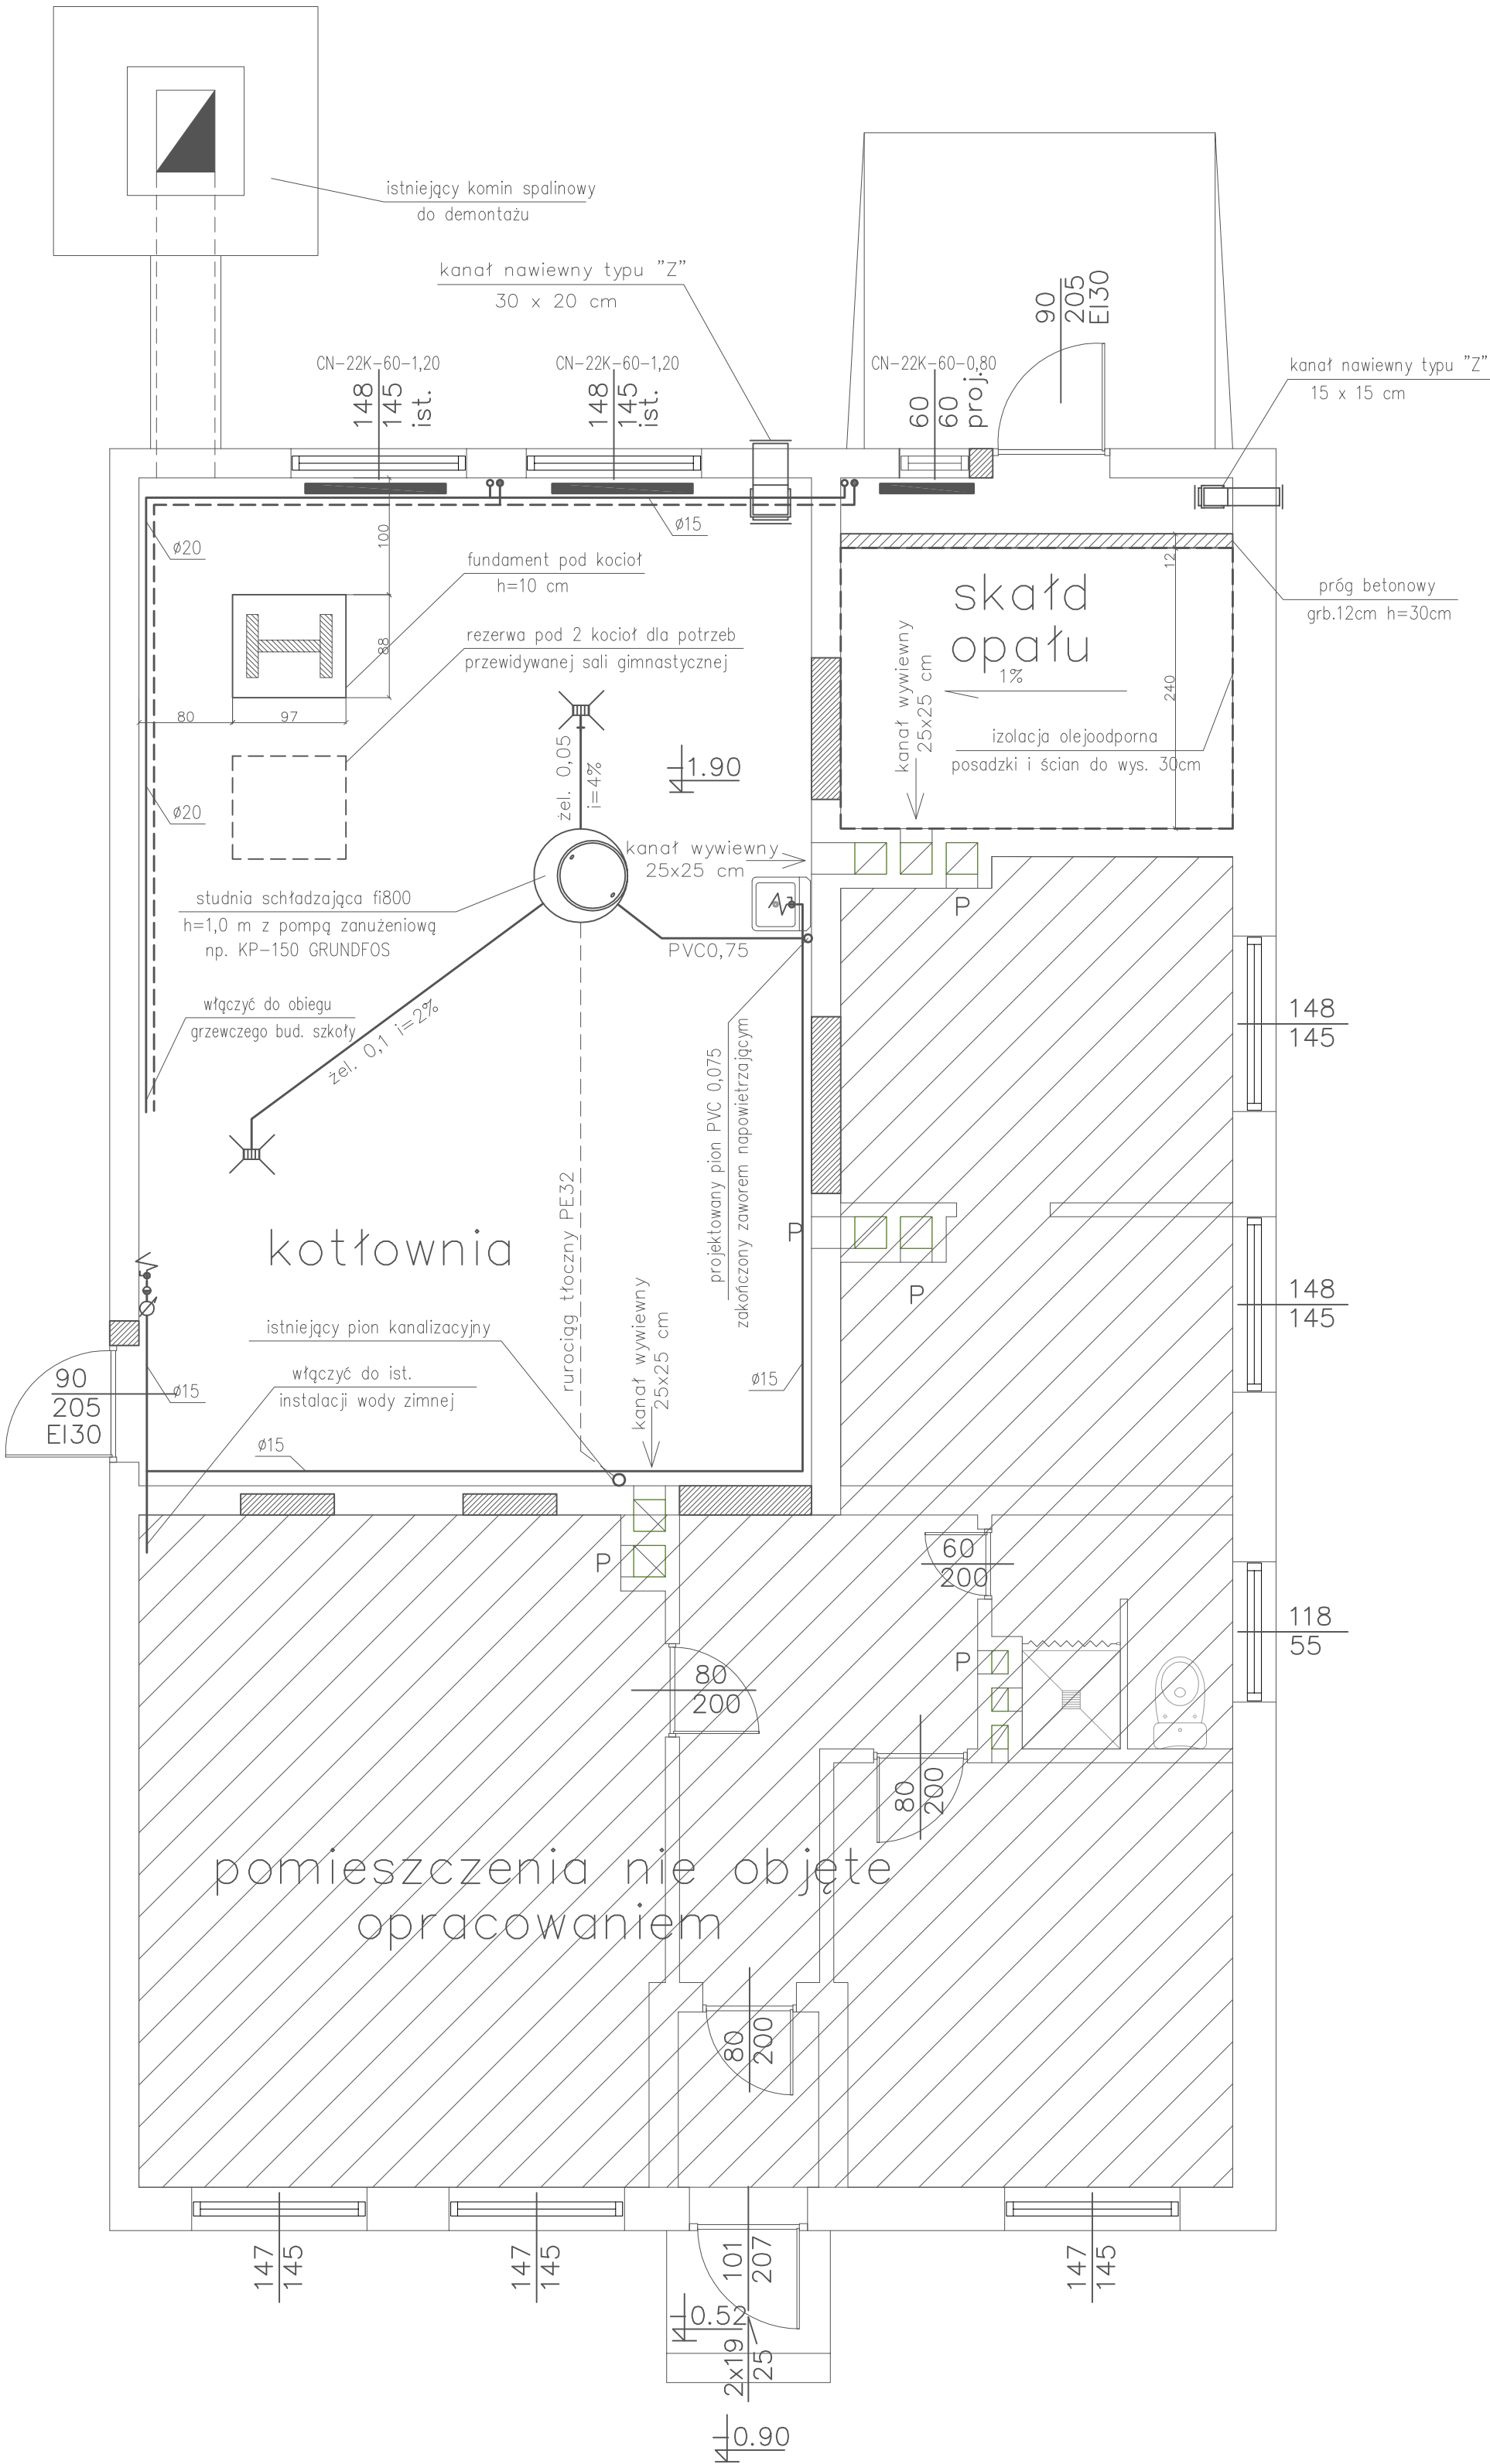 istniejący komin spalinowy
do demontażu
kanał nawiewny typu "Z"
30 x 20 cm
90
205
EI30
CN-22K-60-1,20
148
145
ist.
CN-22K-60-1,20
148
145
ist.
CN-22K-60-0,80
60
60
proj.
kanał nawiewny typu "Z"
15 x 15 cm
ø20
100
ø15
fundament pod kocioł
h=10 cm
88
rezerwa pod 2 kocioł dla potrzeb
przewidywanej sali gimnastycznej
80
97
skałd
opału
1%
12
240
próg betonowy
grb.12cm h=30cm
kanał wywiewny
25x25 cm
izolacja olejoodporna
posadzki i ścian do wys. 30cm
żel. 0,05
i=4%
-1.90
ø20
kanał wywiewny
25x25 cm
P
studnia schładzająca fi800
h=1,0 m z pompą zanużeniową
np. KP-150 GRUNDFOS
PVC0,75
włączyć do obiegu
grzewczego bud. szkoły
żel. 0,1 i=2%
projektowany pion PVC 0,075
zakończony zaworem napowietrzającym
148
145
rurociąg tłoczny PE32
kotłownia
P
P
148
145
kanał wywiewny
25x25 cm
istniejący pion kanalizacyjny
włączyć do ist.
instalacji wody zimnej
90
205
EI30
ø15
ø15
ø15
P
60
200
118
55
80
200
P
80
200
pomieszczenia nie objęte
opracowaniem
80
200
147
145
147
145
101
207
147
145
-0.52
2x19
25
-0.90